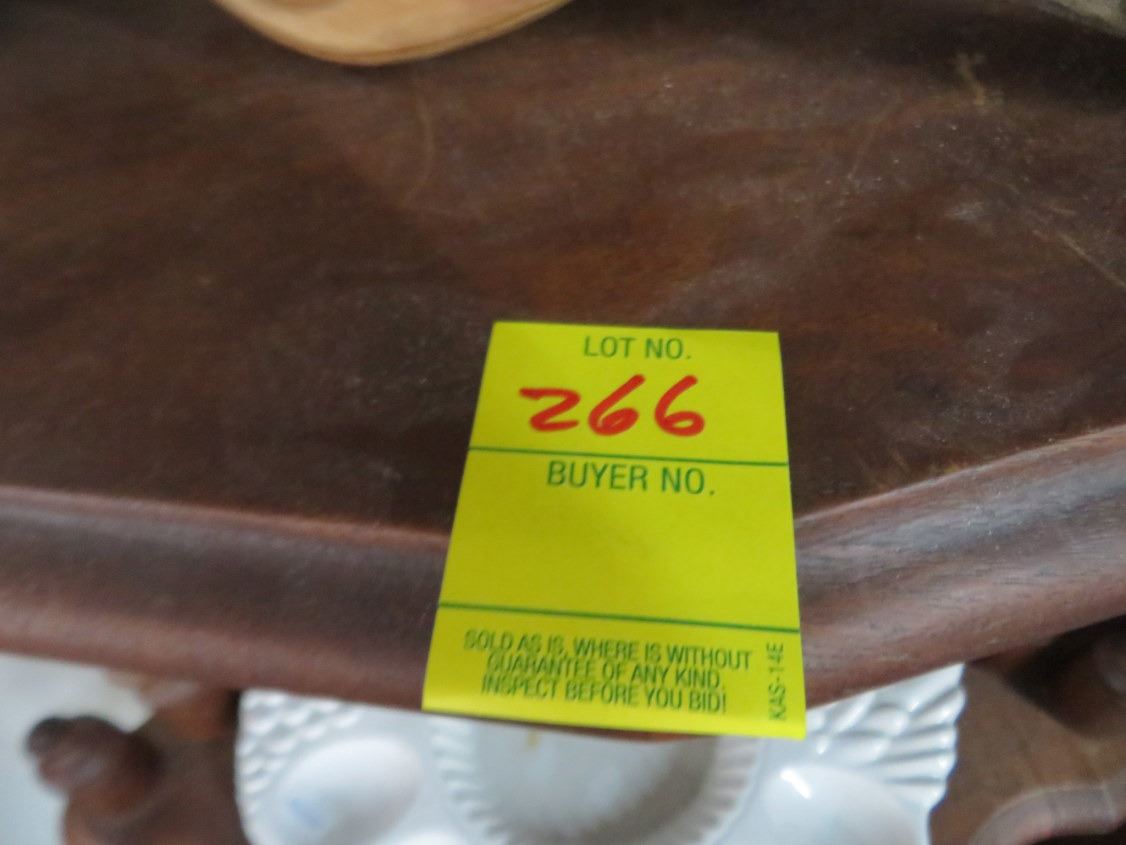 LOT NO.
266
BUYER NO.
SOLD AS IS, WHERE IS WITHOUT
GUARANTEE OF ANY KIND.
INSPECT BEFORE YOU BID!
KAS-14E